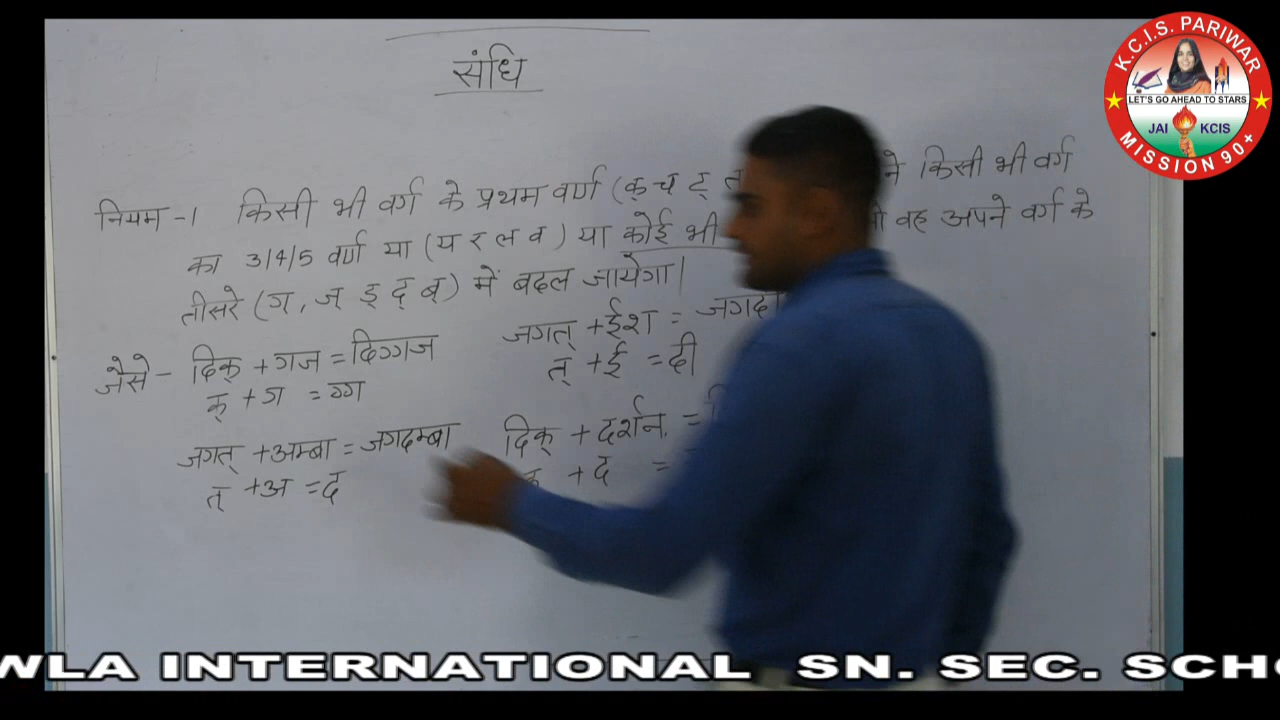 संधि
नियम -1 किसी भी वर्ग के प्रथम वर्ण (क् च् ट् त ने किसी भी वर्ग
का 3/4/5 वर्ण या (य र ल व) या कोई भी वह अपने वर्ग के
तीसरे (ग्, ज् ड् द् ब्) में बदल जायेगा|
जैसे - दिक् + गज = दिग्गज
क् + ग = ग्ग
जगत् + ईश = जगदी
त् + ई = दी
जगत् + अम्बा = जगदम्बा
त् + अ = द
दिक् + दर्शन =
+ द =
K.C.I.S. PARIWAR
LET'S GO AHEAD TO STARS
JAI KCIS
MISSION 90+
WLA INTERNATIONAL SN. SEC. SCHO